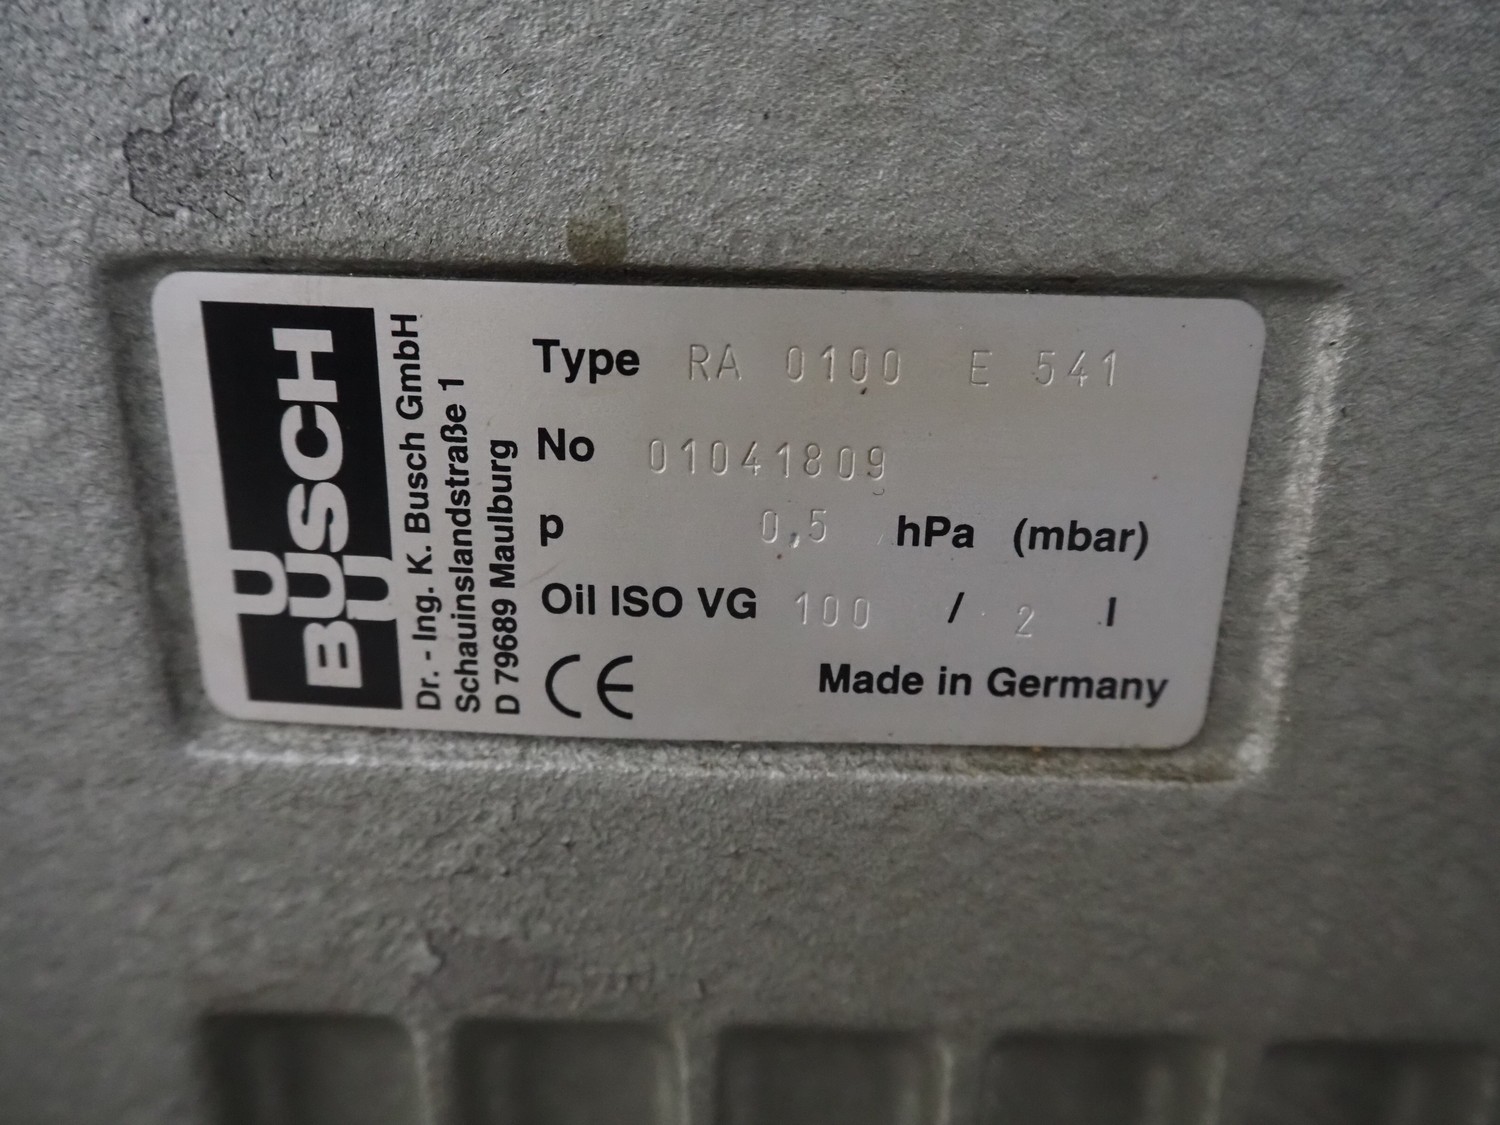 BUSCH
Dr. - Ing. K. Busch GmbH
Schauinslandstraße 1
D 79689 Maulburg
Type RA 0100 E 541
No 01041809
p 0,5 hPa (mbar)
Oil ISO VG 100 / 2 l
CE Made in Germany